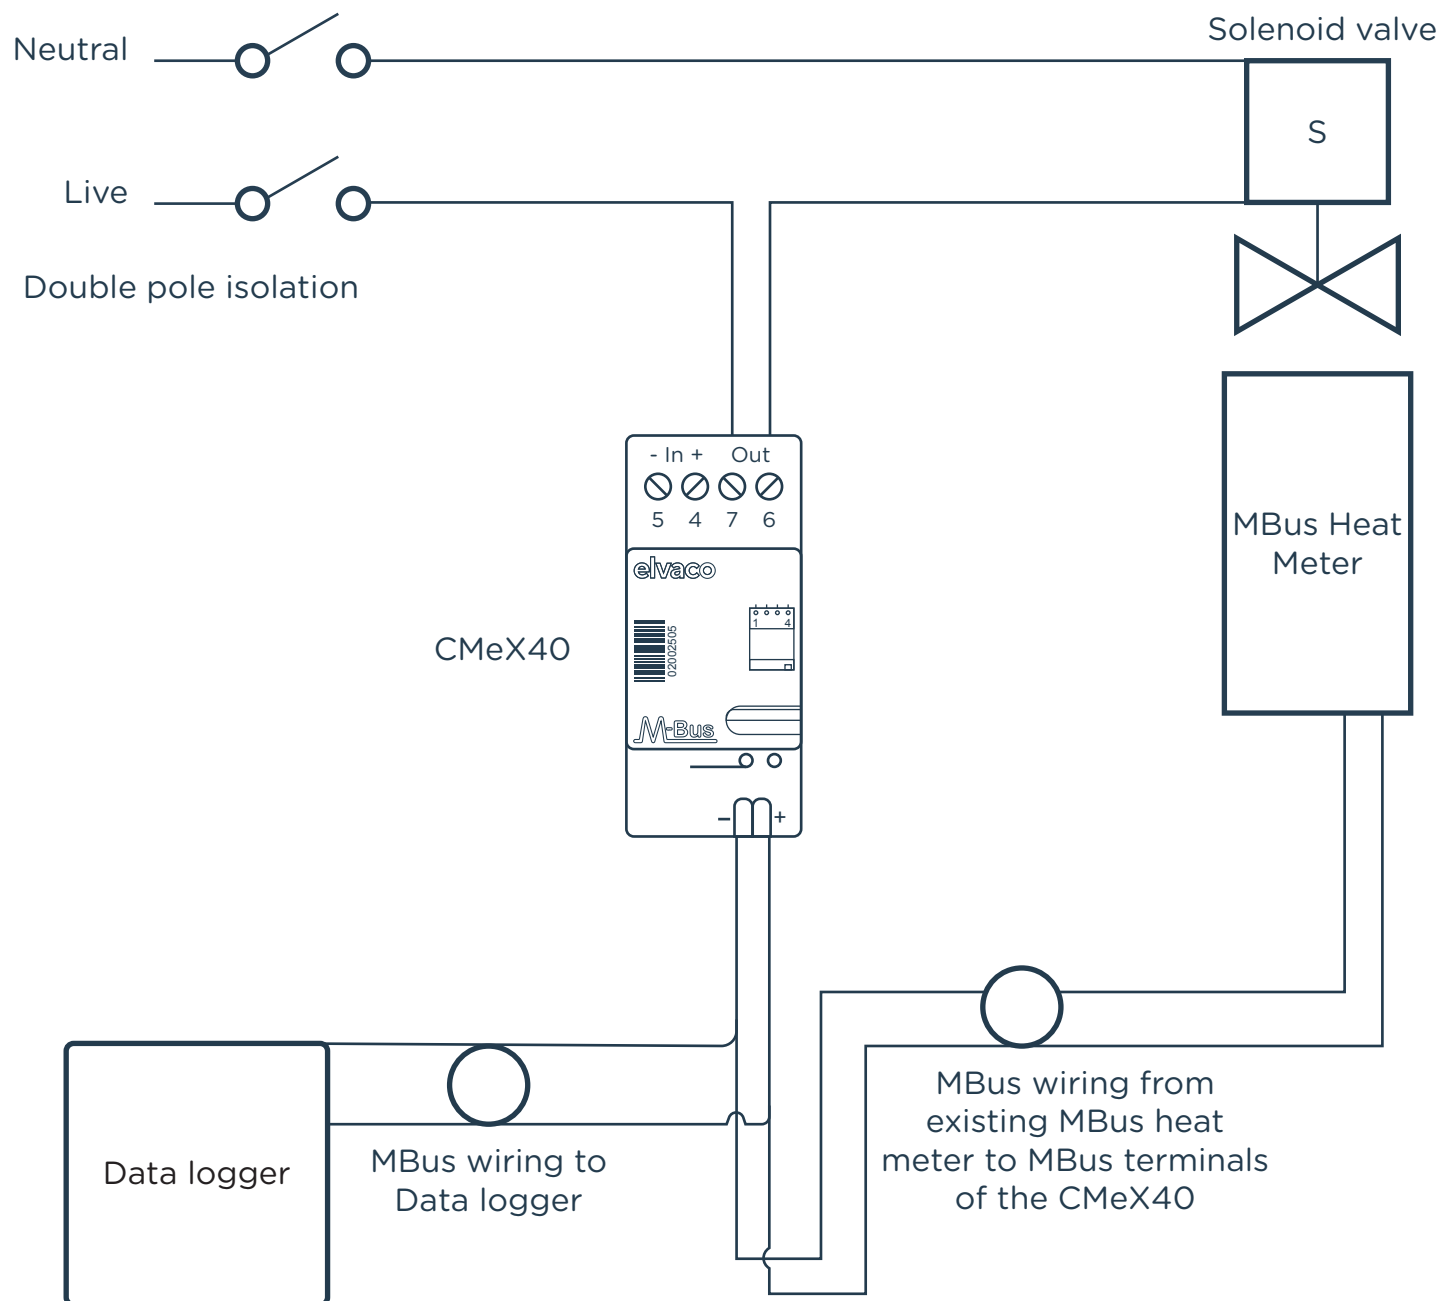 Solenoid valve
Neutral
S
Live
Double pole isolation
- In + Out
5 4 7 6
elvaco
1 4
02002505
CMeX40
M-Bus
- +
MBus Heat
Meter
MBus wiring from
existing MBus heat
meter to MBus terminals
of the CMeX40
MBus wiring to
Data logger
Data logger